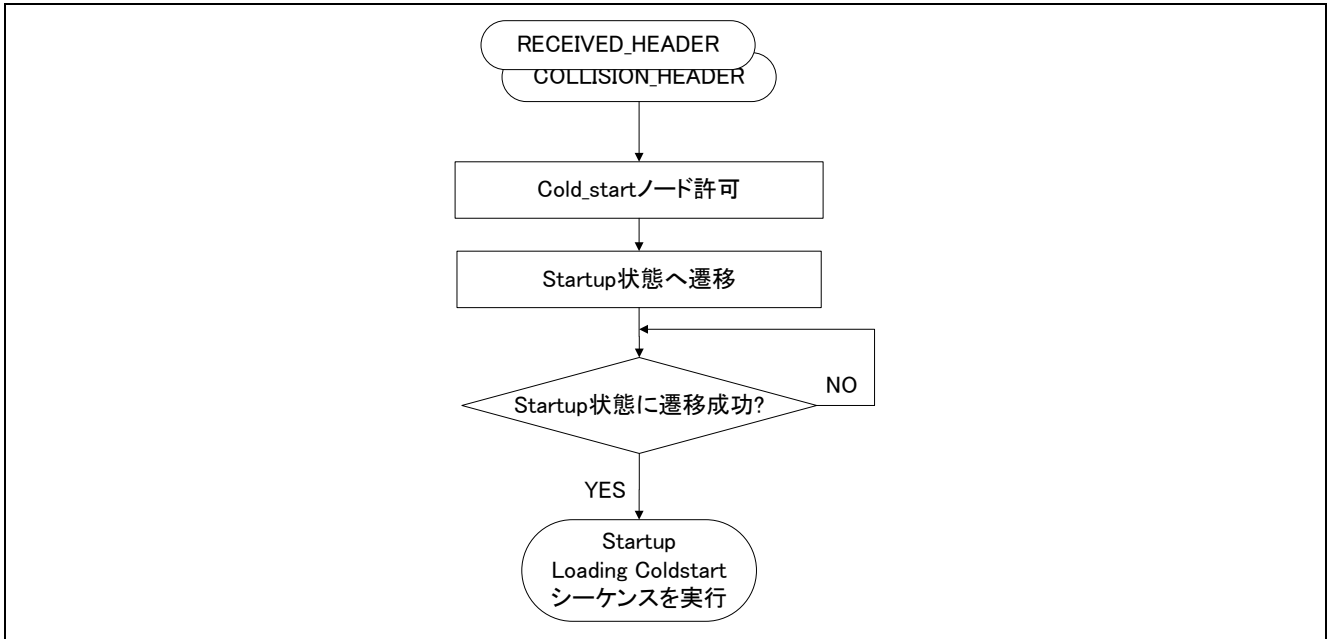 RECEIVED_HEADER
COLLISION_HEADER
Cold_startノード許可
Startup状態へ遷移
Startup状態に遷移成功?
NO
YES
Startup
Loading Coldstart
シーケンスを実行